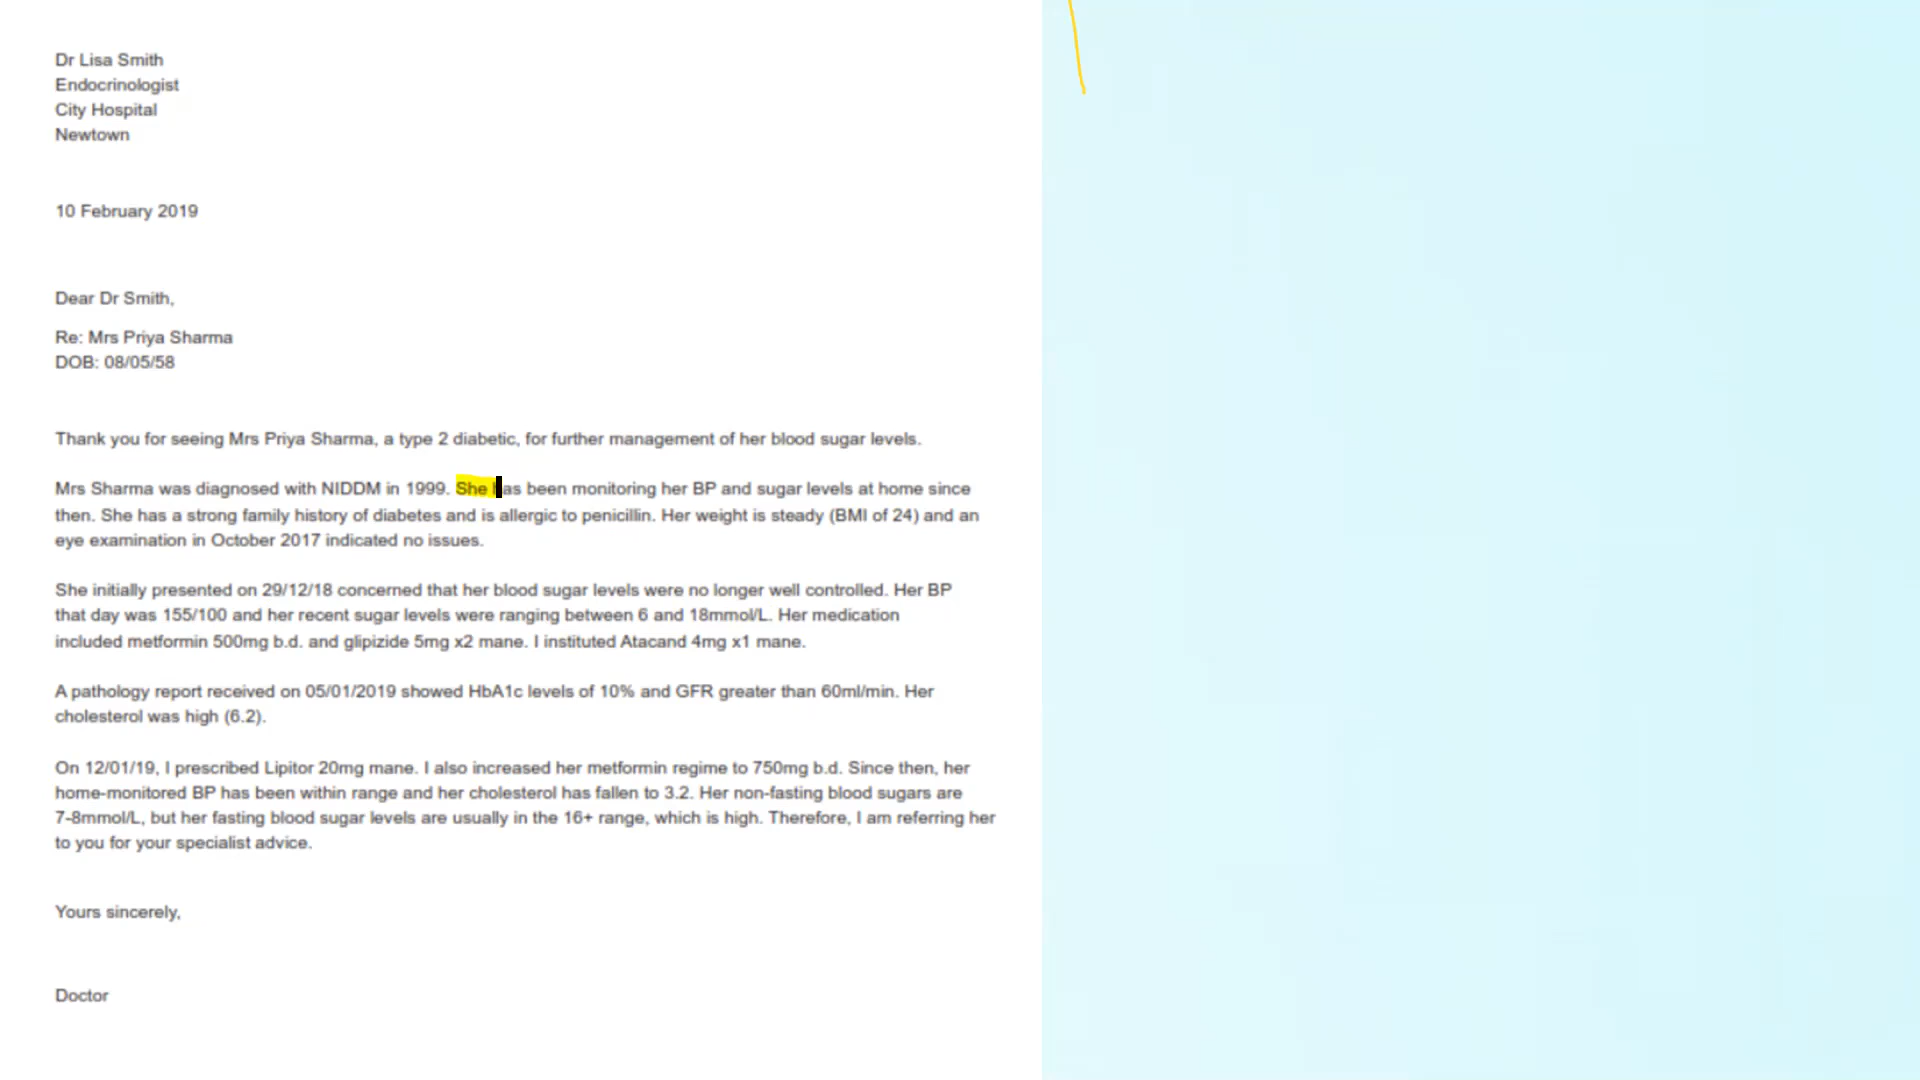 Dr Lisa Smith
Endocrinologist
City Hospital
Newtown
10 February 2019
Dear Dr Smith,
Re: Mrs Priya Sharma
DOB: 08/05/58
Thank you for seeing Mrs Priya Sharma, a type 2 diabetic, for further management of her blood sugar levels.
Mrs Sharma was diagnosed with NIDDM in 1999. She has been monitoring her BP and sugar levels at home since
then. She has a strong family history of diabetes and is allergic to penicillin. Her weight is steady (BMI of 24) and an
eye examination in October 2017 indicated no issues.
She initially presented on 29/12/18 concerned that her blood sugar levels were no longer well controlled. Her BP
that day was 155/100 and her recent sugar levels were ranging between 6 and 18mmol/L. Her medication
included metformin 500mg b.d. and glipizide 5mg x2 mane. I instituted Atacand 4mg x1 mane.
A pathology report received on 05/01/2019 showed HbA1c levels of 10% and GFR greater than 60ml/min. Her
cholesterol was high (6.2).
On 12/01/19, I prescribed Lipitor 20mg mane. I also increased her metformin regime to 750mg b.d. Since then, her
home-monitored BP has been within range and her cholesterol has fallen to 3.2. Her non-fasting blood sugars are
7-8mmol/L, but her fasting blood sugar levels are usually in the 16+ range, which is high. Therefore, I am referring her
to you for your specialist advice.
Yours sincerely,
Doctor